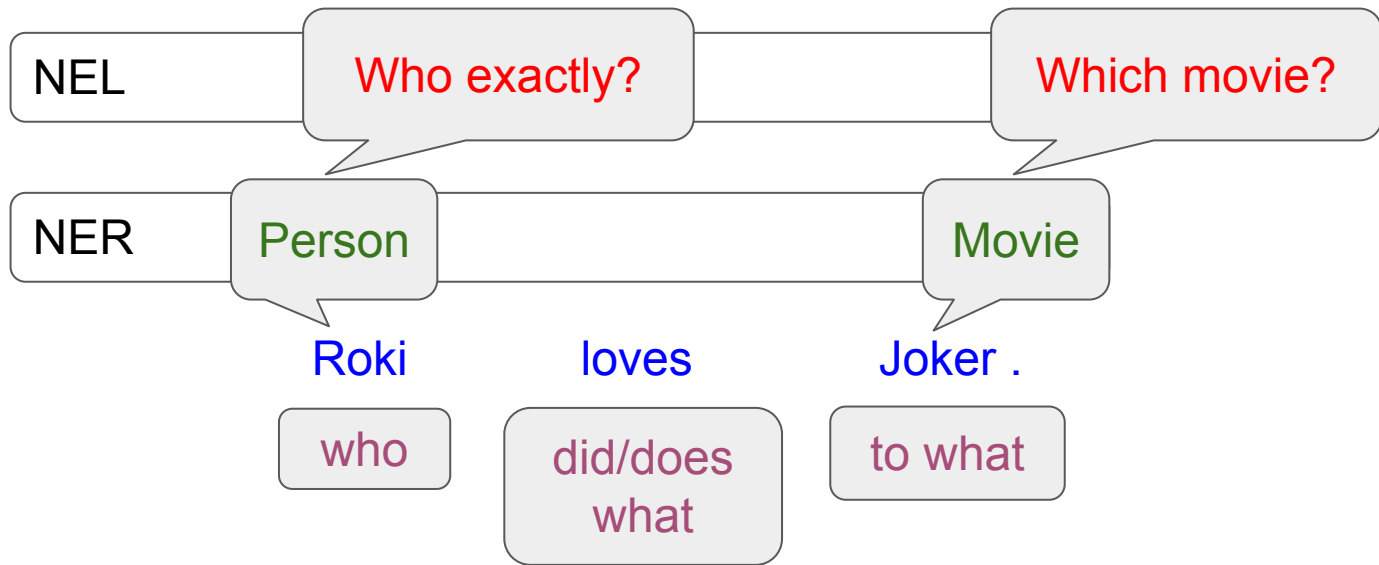 NEL Who exactly? Which movie?
NER Person Movie
Roki loves Joker .
who did/does to what
what